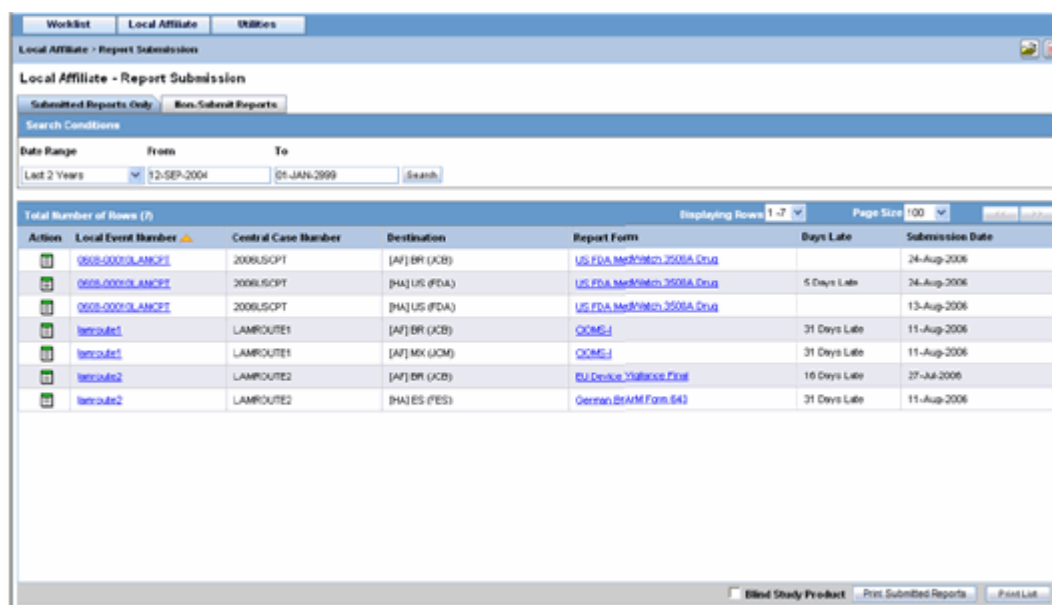 Worklist Local Affiliate Utilities
Local Affiliate > Report Submission
Local Affiliate - Report Submission
Submitted Reports Only Non-Submit Reports
Search Conditions
Date Range From To
Last 2 Years 12-SEP-2004 01-JAN-2999 Search
Total Number of Rows (7) Displaying Rows 1 -7 Page Size 100 << >>
Action Local Event Number Central Case Number Destination Report Form Days Late Submission Date
2006USCPT [AF] BR (JCB) US FDA MedWatch 3500A Drug 24-Aug-2006
2006USCPT [HA] US (FDA) US FDA MedWatch 3500A Drug 5 Days Late 24-Aug-2006
2006USCPT [HA] US (FDA) US FDA MedWatch 3500A Drug 13-Aug-2006
lamroute1 LAMROUTE1 [AF] BR (JCB) CIOMS-I 31 Days Late 11-Aug-2006
lamroute1 LAMROUTE1 [AF] MX (JCM) CIOMS-I 31 Days Late 11-Aug-2006
lamroute2 LAMROUTE2 [AF] BR (JCB) EU Device Vigilance Final 16 Days Late 27-Jul-2006
lamroute2 LAMROUTE2 [HA] ES (FES) German BfArM Form 643 31 Days Late 11-Aug-2006
Blind Study Product Print Submitted Reports Print List